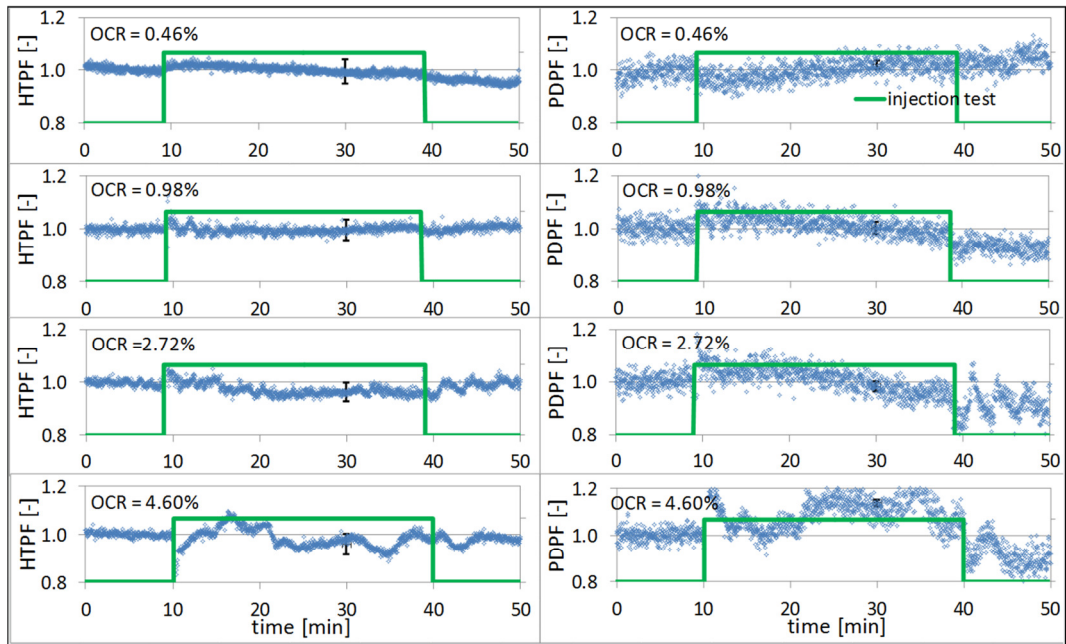 1.2
OCR = 0.46%
HTPF [-]
1.0
0.8
0 10 20 30 40 50
1.2
OCR = 0.46%
PDPF [-]
1.0
injection test
0.8
0 10 20 30 40 50
1.2
OCR = 0.98%
HTPF [-]
1.0
0.8
0 10 20 30 40 50
1.2
OCR = 0.98%
PDPF [-]
1.0
0.8
0 10 20 30 40 50
1.2
OCR =2.72%
HTPF [-]
1.0
0.8
0 10 20 30 40 50
1.2
OCR = 2.72%
PDPF [-]
1.0
0.8
0 10 20 30 40 50
1.2
OCR = 4.60%
HTPF [-]
1.0
0.8
0 10 20 30 40 50
time [min]
1.2
OCR = 4.60%
PDPF [-]
1.0
0.8
0 10 20 30 40 50
time [min]